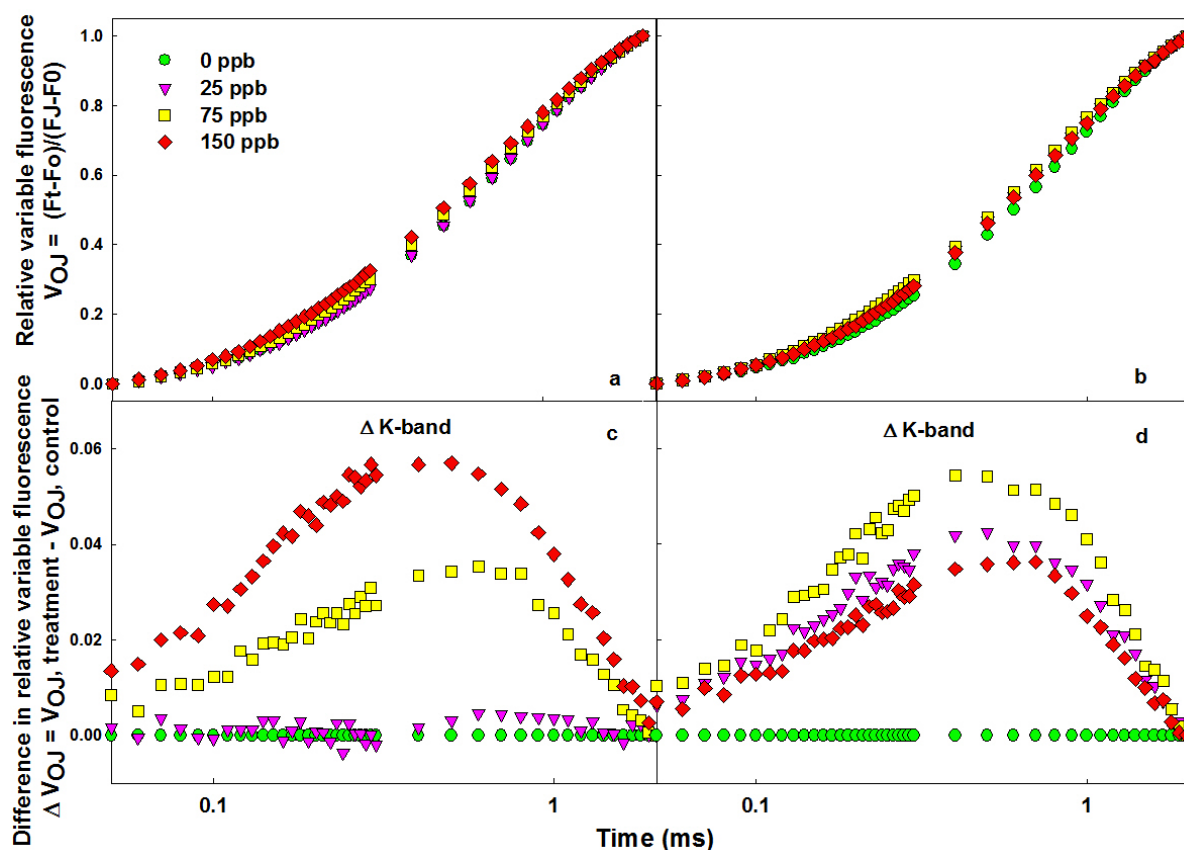 Relative variable fluorescence
V OJ = (Ft-Fo)/(FJ-F0)
1.0
0.8
0.6
0.4
0.2
0.0
0 ppb
25 ppb
75 ppb
150 ppb
a
b
Difference in relative variable fluorescence
Δ VOJ = VOJ, treatment - VOJ, control
0.06
0.04
0.02
0.00
Δ K-band
c
Δ K-band
d
0.1
1
0.1
1
Time (ms)